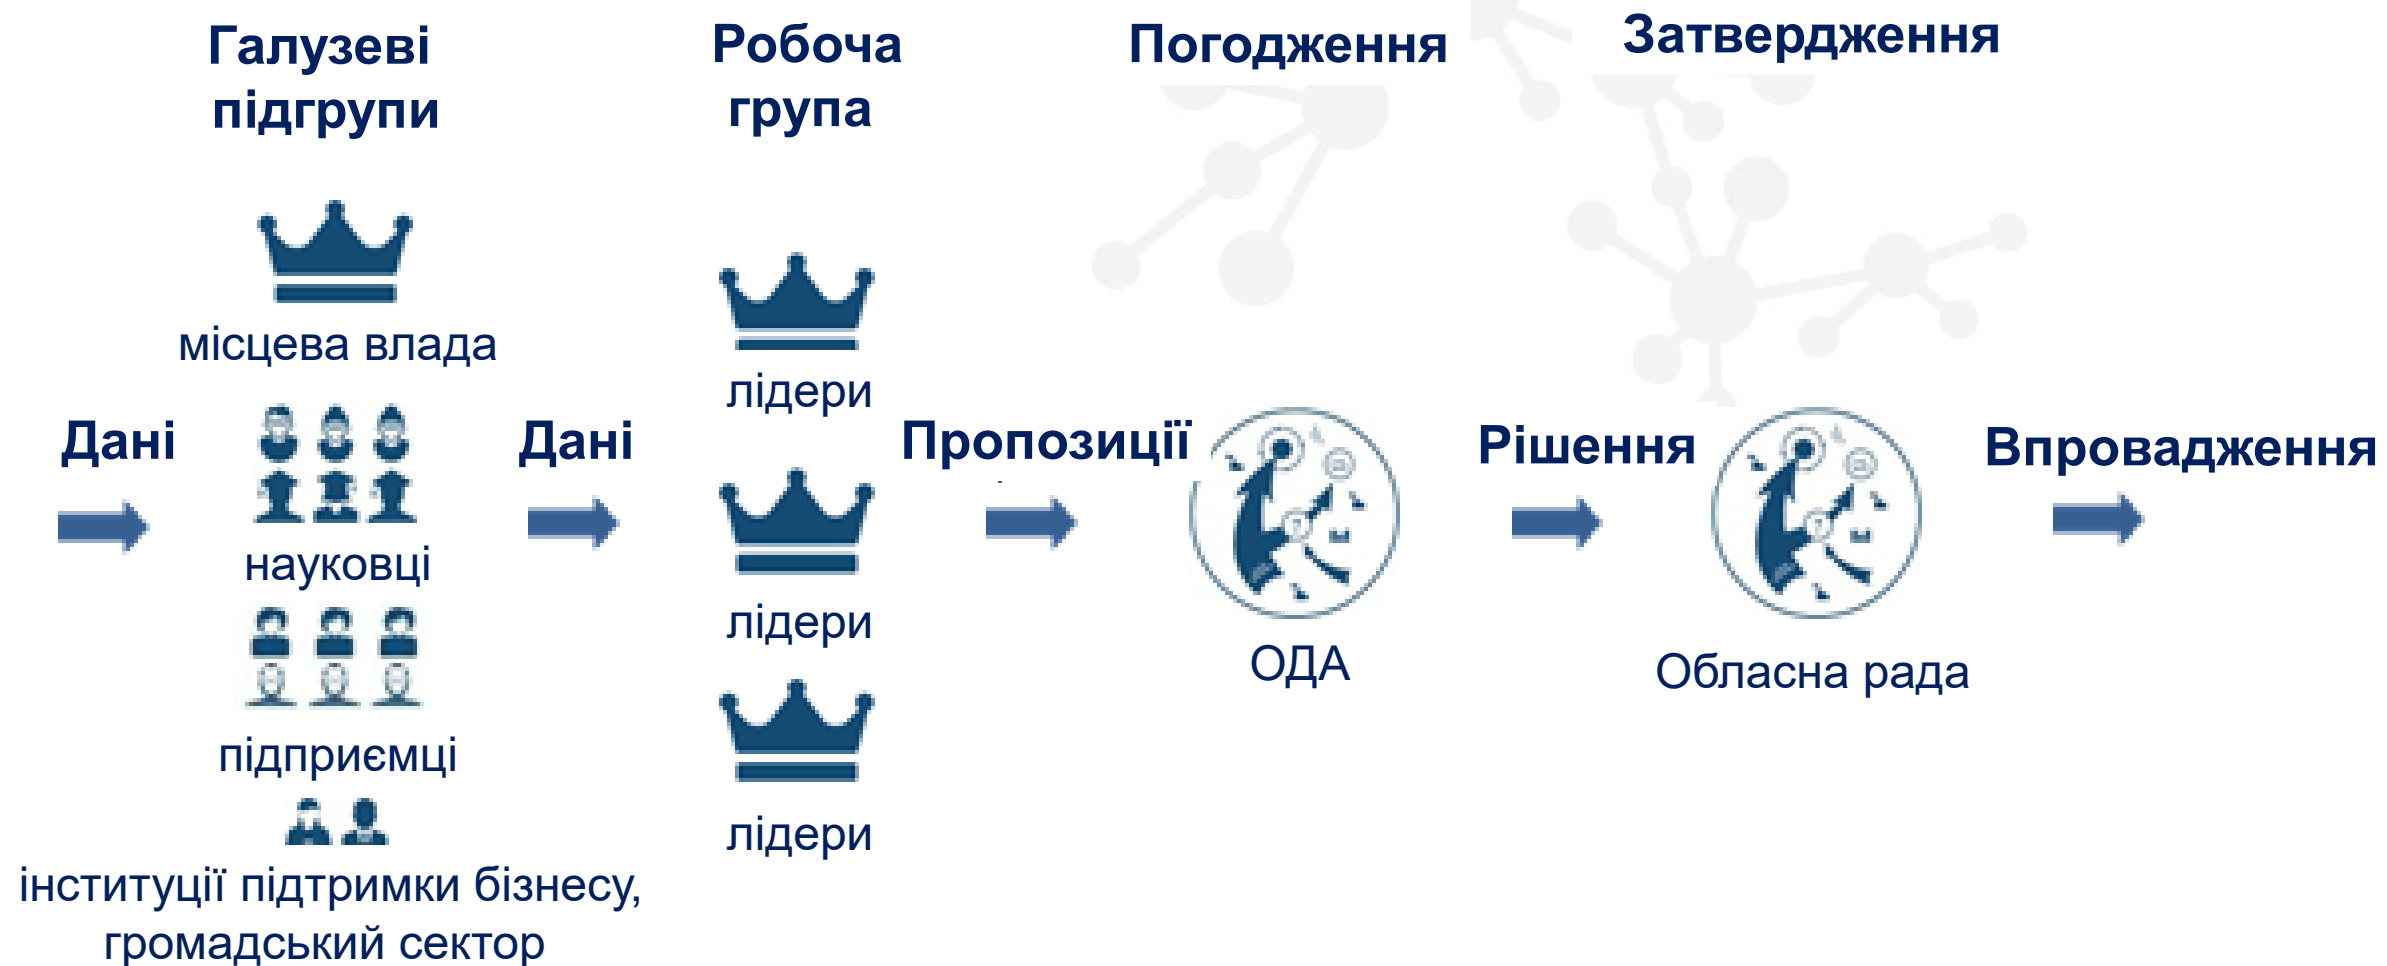 Галузеві
підгрупи
Робоча
група
Погодження
Затвердження
місцева влада
лідери
Дані
Дані
Пропозиції
Рішення
Впровадження
науковці
лідери
ОДА
Обласна рада
підприємці
лідери
інституції підтримки бізнесу,
громадський сектор